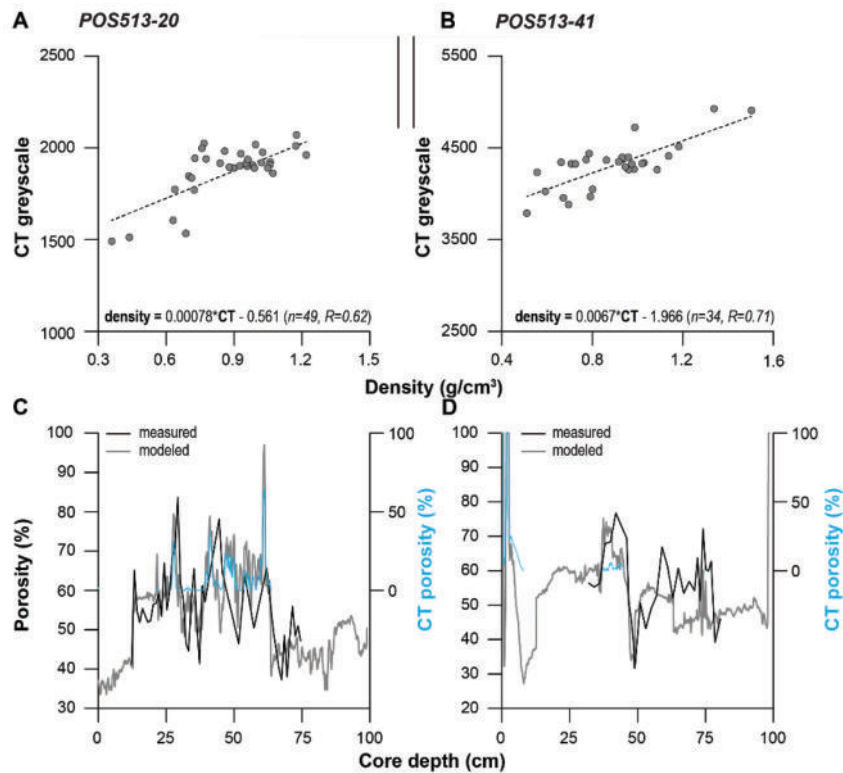 A POS513-20
2500
2000
1500
1000
CT greyscale
density = 0.00078*CT - 0.561 (n=49, R=0.62)
0.3 0.6 0.9 1.2 1.5
B POS513-41
5500
4500
3500
2500
CT greyscale
density = 0.0067*CT - 1.966 (n=34, R=0.71)
0.4 0.8 1.2 1.6
Density (g/cm³)
C
measured
modeled
100
90
80
70
60
50
40
30
Porosity (%)
100
50
0
CT porosity (%)
0 25 50 75 100
D
measured
modeled
100
90
80
70
60
50
40
30
20
100
50
0
CT porosity (%)
0 25 50 75 100
Core depth (cm)